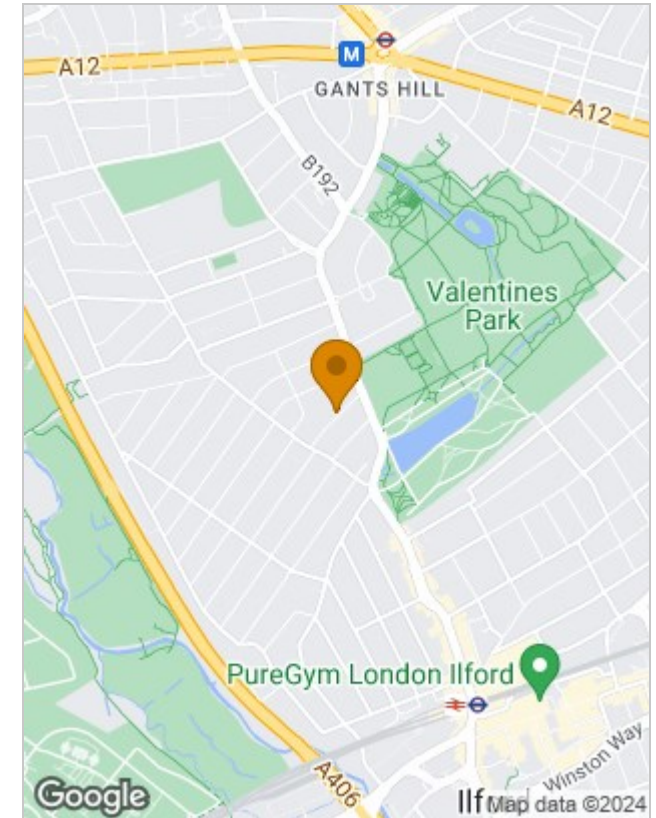 A12
M
GANTS HILL
A12
B192
Valentines
Park
PureGym London Ilford
A406
Winston Way
Google
Ilf
Map data ©2024